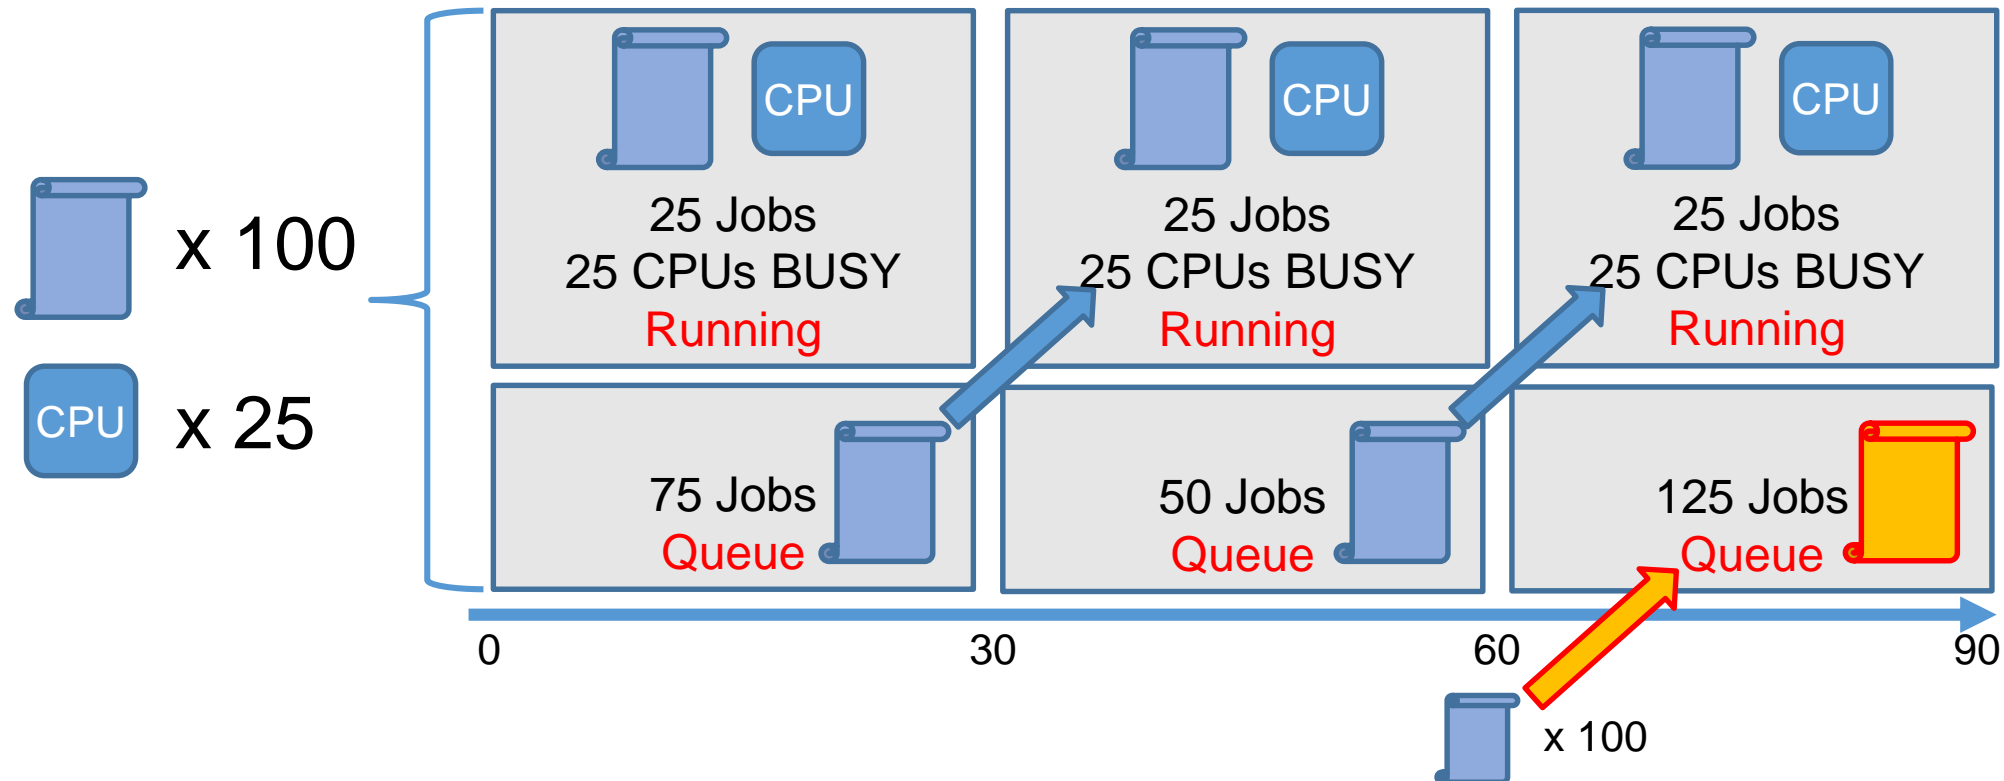 x 100
CPU
x 25
CPU
25 Jobs
25 CPUs BUSY
Running
CPU
25 Jobs
25 CPUs BUSY
Running
CPU
25 Jobs
25 CPUs BUSY
Running
75 Jobs
Queue
50 Jobs
Queue
125 Jobs
Queue
0
30
60
90
x 100